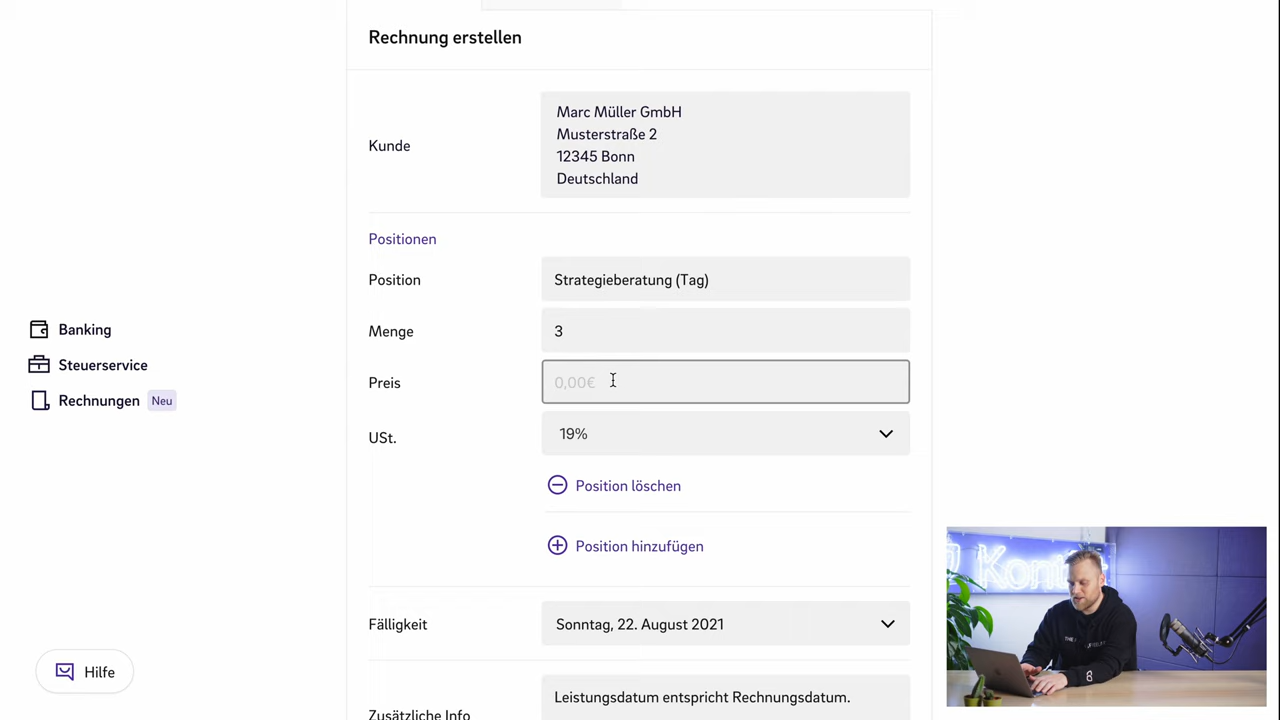 Rechnung erstellen
Kunde
Marc Müller GmbH
Musterstraße 2
12345 Bonn
Deutschland
Positionen
Position
Strategieberatung (Tag)
Menge
3
Preis
0,00€
USt.
19%
Position löschen
Position hinzufügen
Fälligkeit
Sonntag, 22. August 2021
Zusätzliche Info
Leistungsdatum entspricht Rechnungsdatum.
Banking
Steuerservice
Rechnungen
Neu
Hilfe